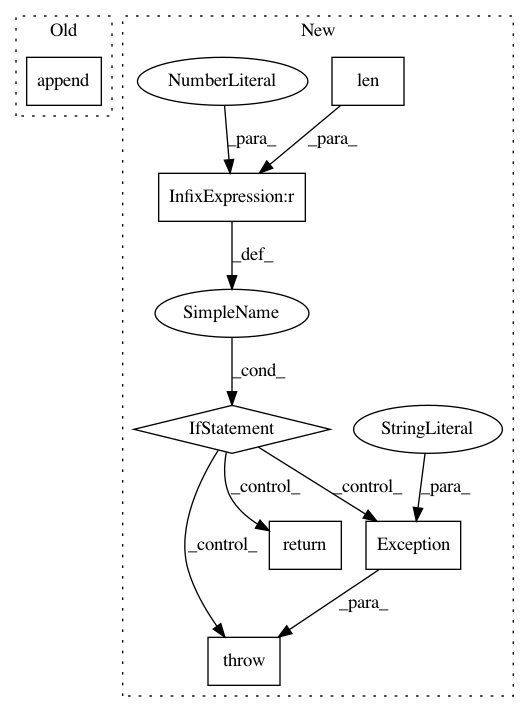 Old
New
append
NumberLiteral
len
_para_
_para_
InfixExpression:r
_def_
SimpleName
_cond_
IfStatement
StringLiteral
_control_
_control_
_para_
_control_
return
Exception
_para_
throw